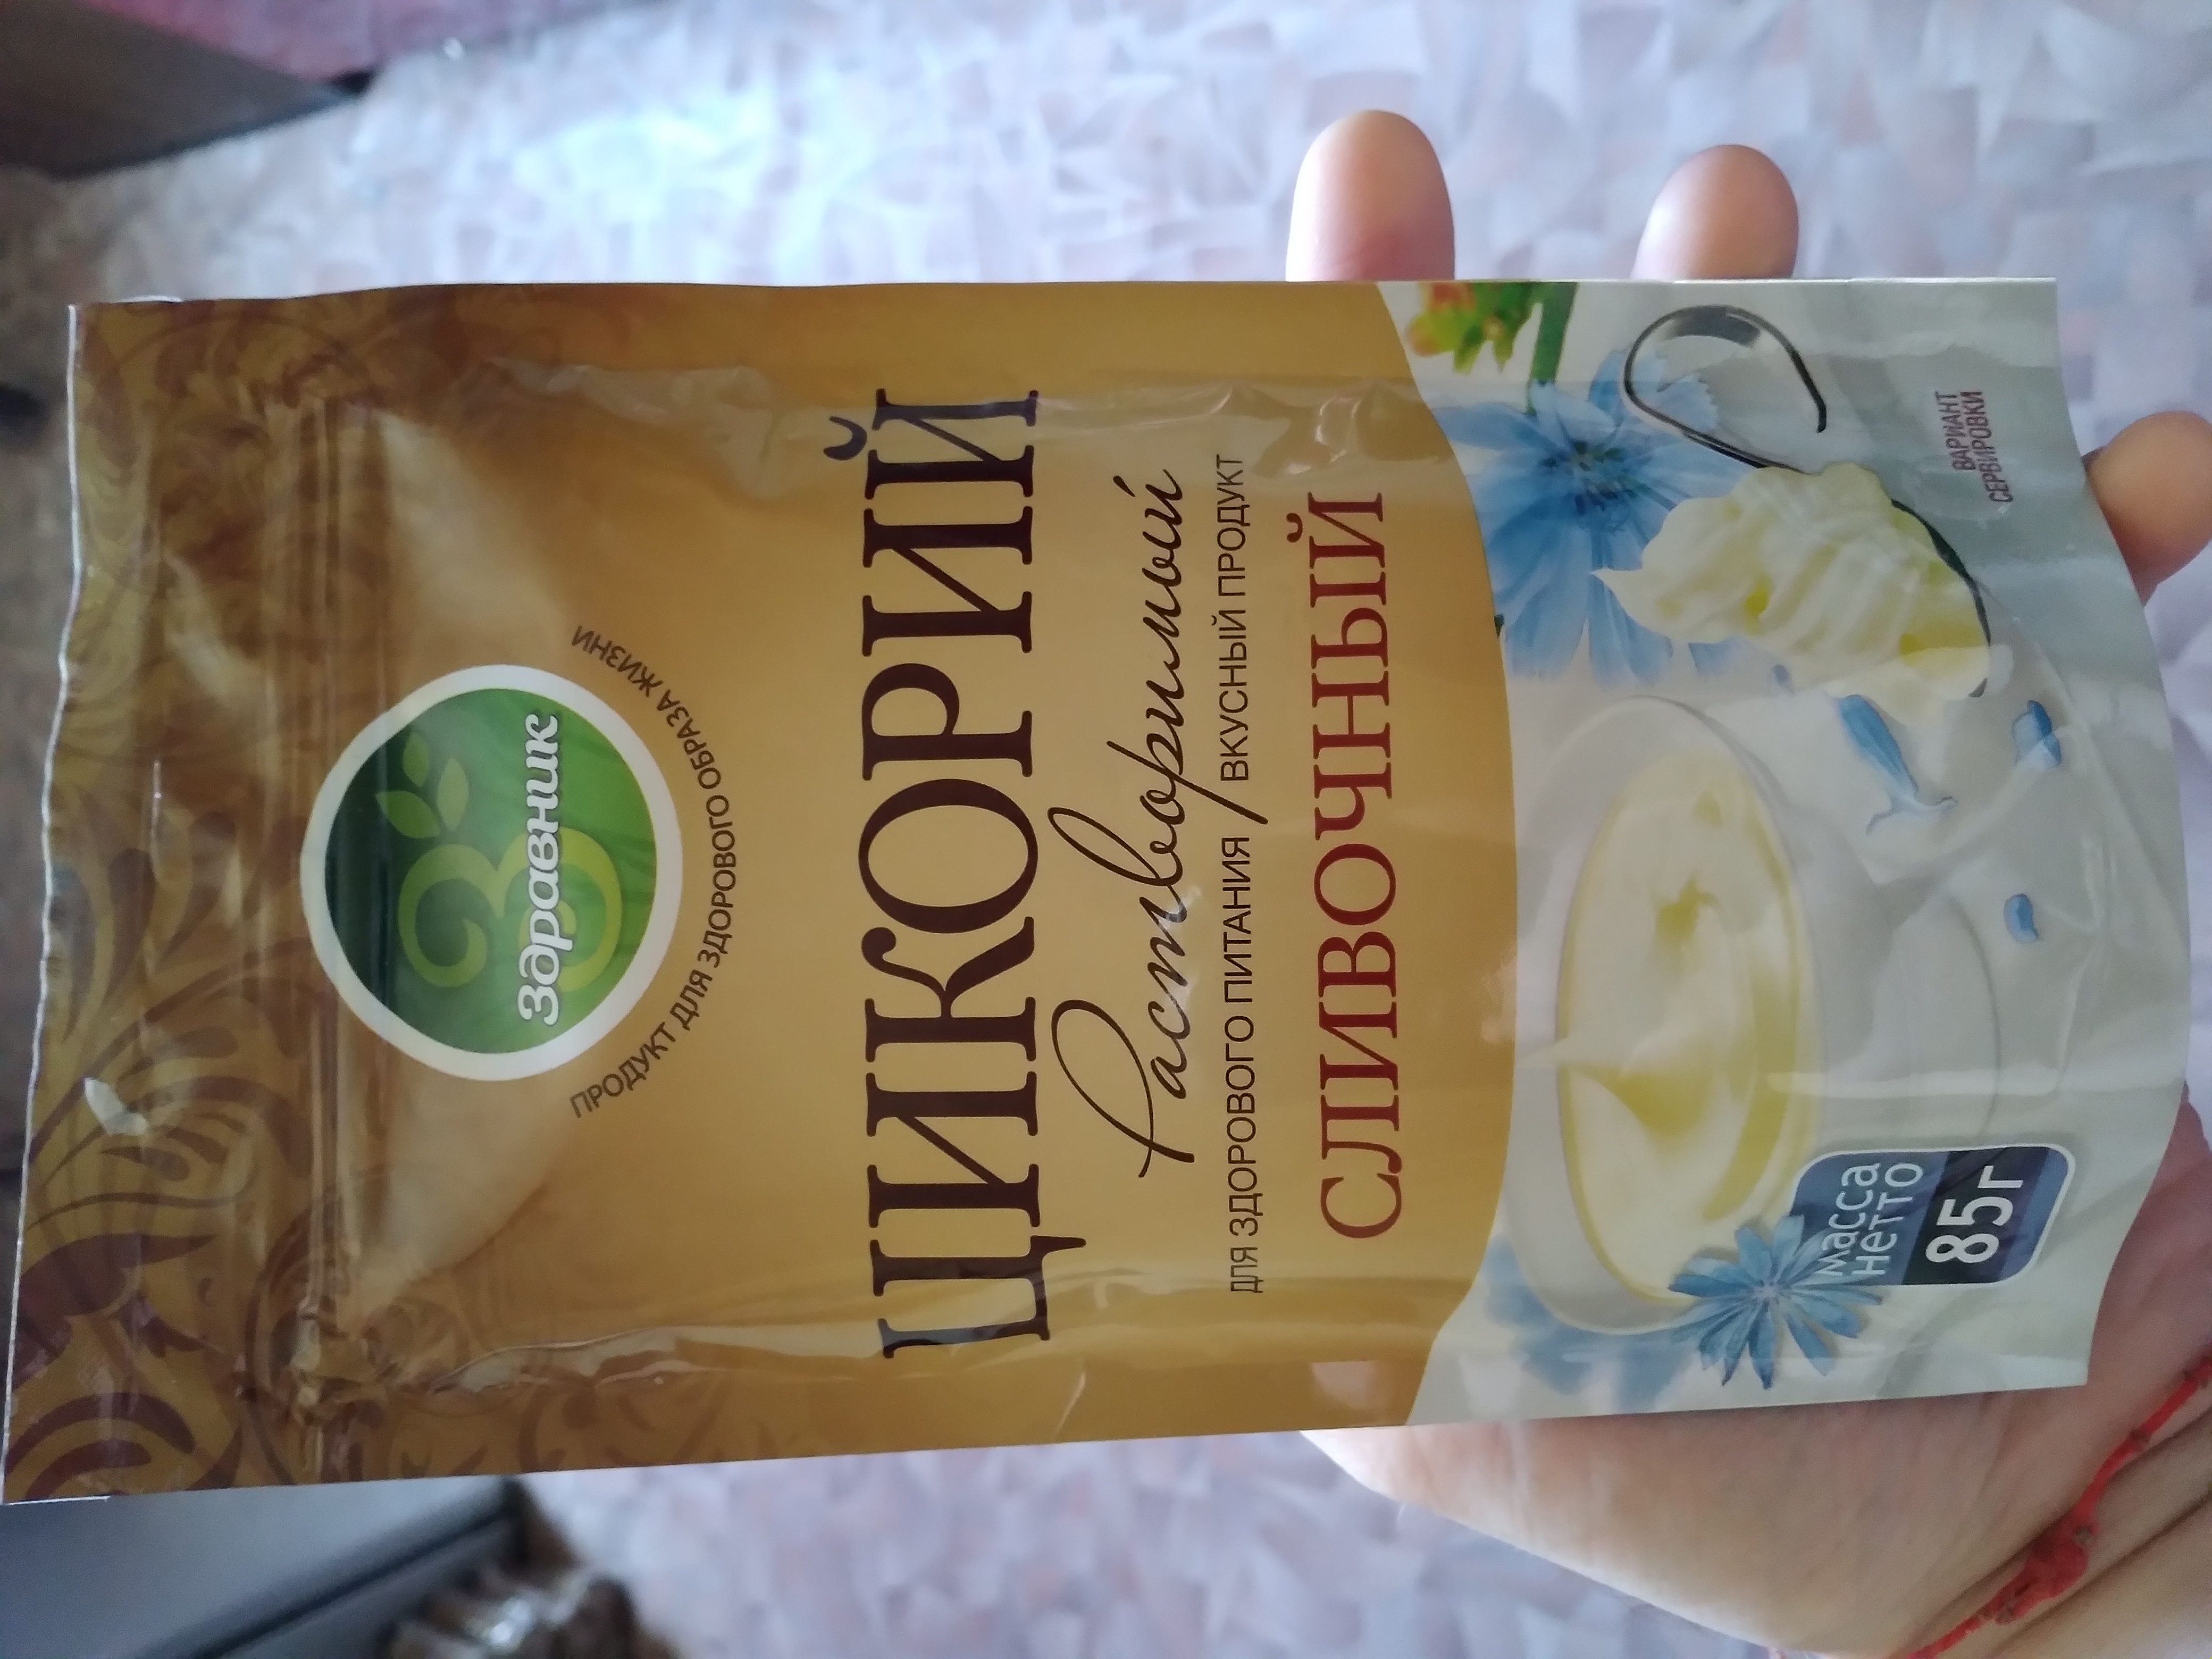 Здравник
ПРОДУКТ ДЛЯ ЗДОРОВОГО ОБРАЗА ЖИЗНИ
ЦИКОРИЙ
Растворимый
ДЛЯ ЗДОРОВОГО ПИТАНИЯ / ВКУСНЫЙ ПРОДУКТ
СЛИВОЧНЫЙ
ВАРИАНТ
СЕРВИРОВКИ
масса
нетто
85г